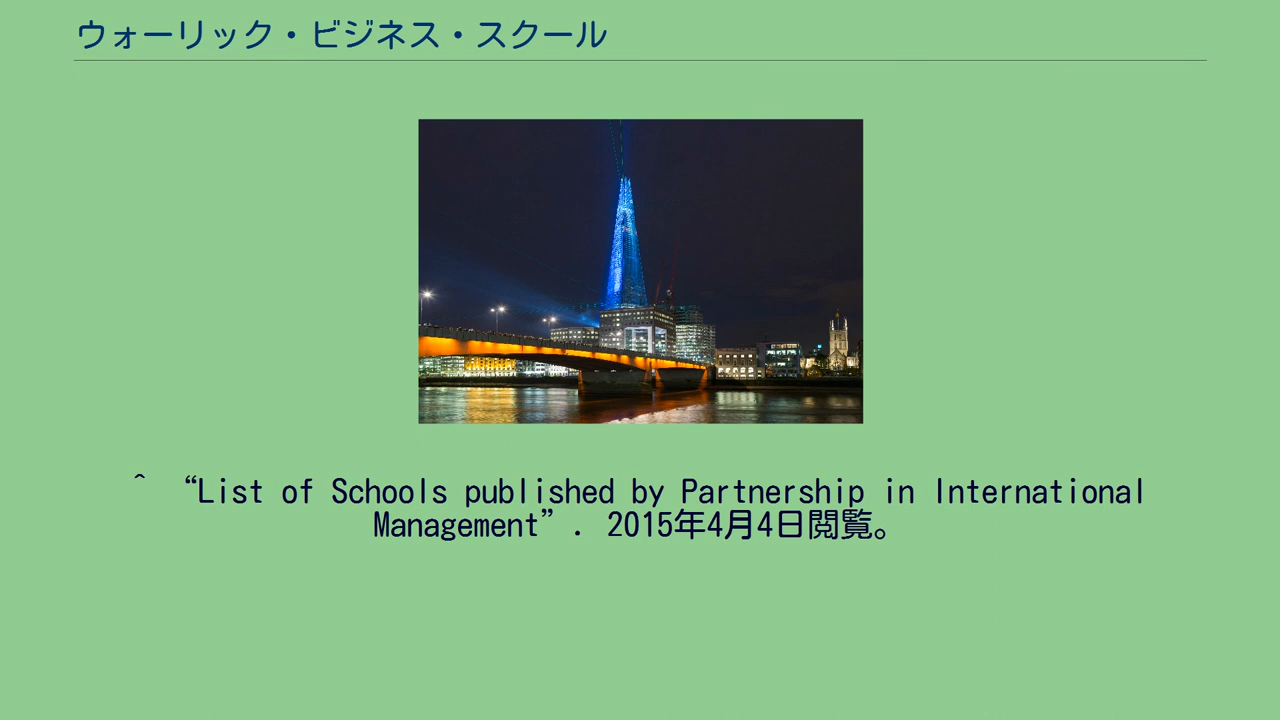 ウォーリック・ビジネス・スクール
^ “List of Schools published by Partnership in International
Management”. 2015年4月4日閲覧。